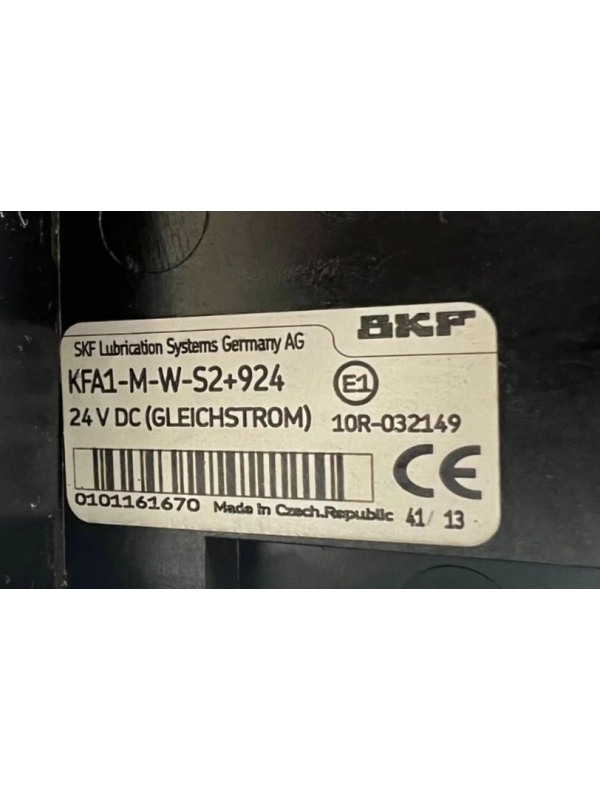 SKF
SKF Lubrication Systems Germany AG
KFA1-M-W-S2+924
E1
24 V DC (GLEICHSTROM)
10R-032149
CE
0101161670 Made in Czech.Republic 41/ 13